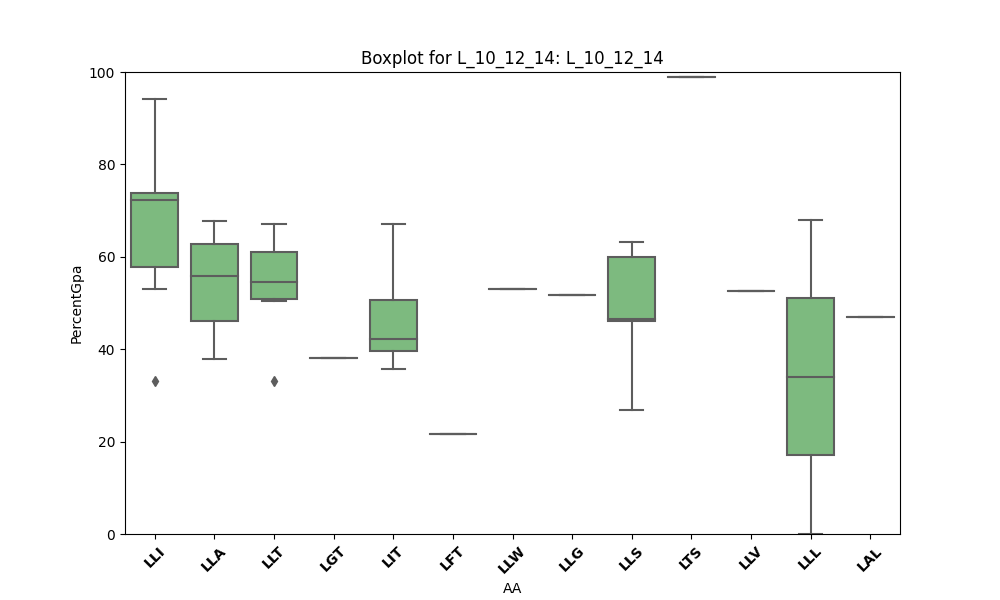 Boxplot for L_10_12_14: L_10_12_14
PercentGpa
100
80
60
40
20
0
LLI LLA LLT LGT LIT LFT LLW LLG LLS LTS LLV LLL LAL
AA